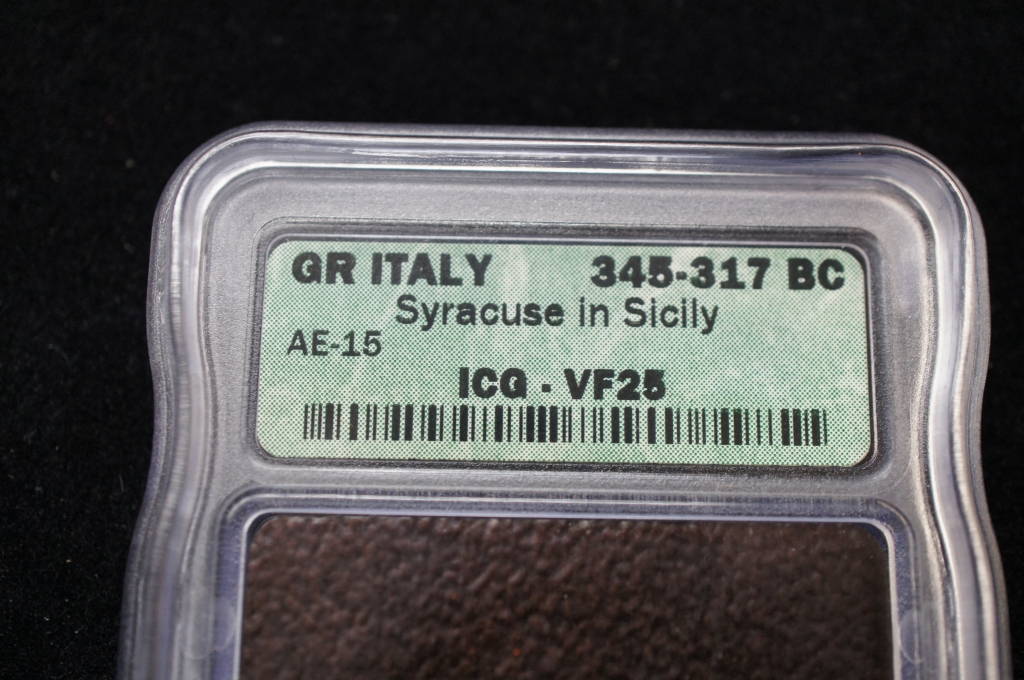 GR ITALY 345-317 BC
Syracuse in Sicily
AE-15
ICG - VF25